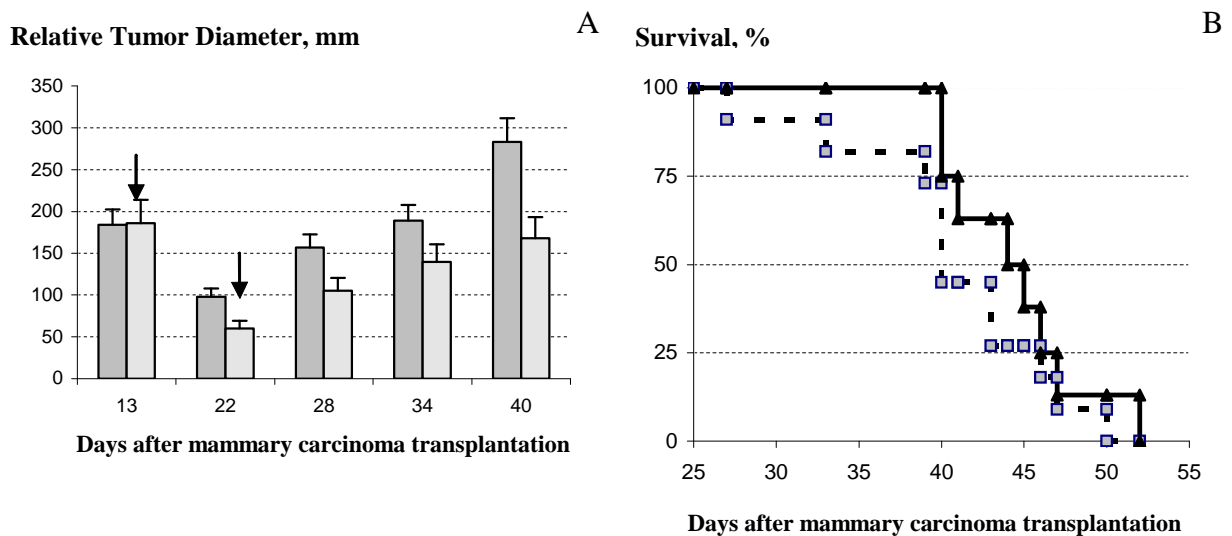 A
Relative Tumor Diameter, mm
350
300
250
200
150
100
50
0
13 22 28 34 40
Days after mammary carcinoma transplantation
B
Survival, %
100
75
50
25
0
25 30 35 40 45 50 55
Days after mammary carcinoma transplantation